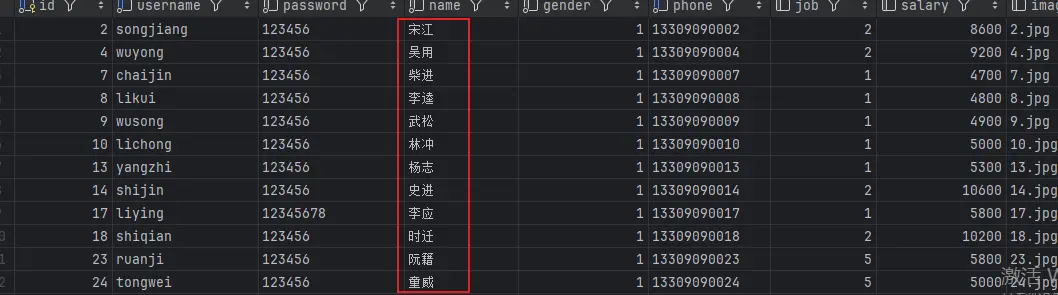 id username password name gender phone job salary imag
2 songjiang 123456 宋江 1 13309090002 2 8600 2.jpg
4 wuyong 123456 吴用 1 13309090004 2 9200 4.jpg
7 chaijin 123456 柴进 1 13309090007 1 4700 7.jpg
8 likui 123456 李逵 1 13309090008 1 4800 8.jpg
9 wusong 123456 武松 1 13309090009 1 4900 9.jpg
10 lichong 123456 林冲 1 13309090010 1 5000 10.jpg
13 yangzhi 123456 杨志 1 13309090013 1 5300 13.jpg
14 shijin 123456 史进 1 13309090014 2 10600 14.jpg
17 liying 12345678 李应 1 13309090017 1 5800 17.jpg
18 shiqian 123456 时迁 1 13309090018 2 10200 18.jpg
23 ruanji 123456 阮籍 1 13309090023 5 5800 23.jpg
24 tongwei 123456 童威 1 13309090024 5 5000 24.jpg
激活 W